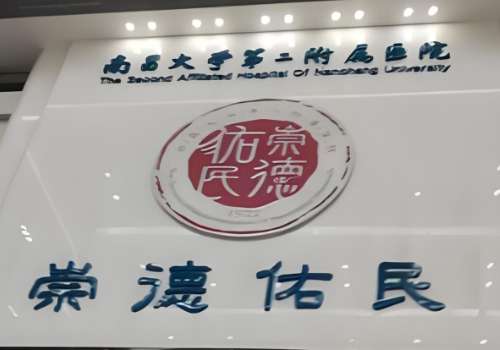 南昌大学第二附属医院
The Second Affiliated Hospital Of Nanchang University
崇德
佑民
崇德佑民